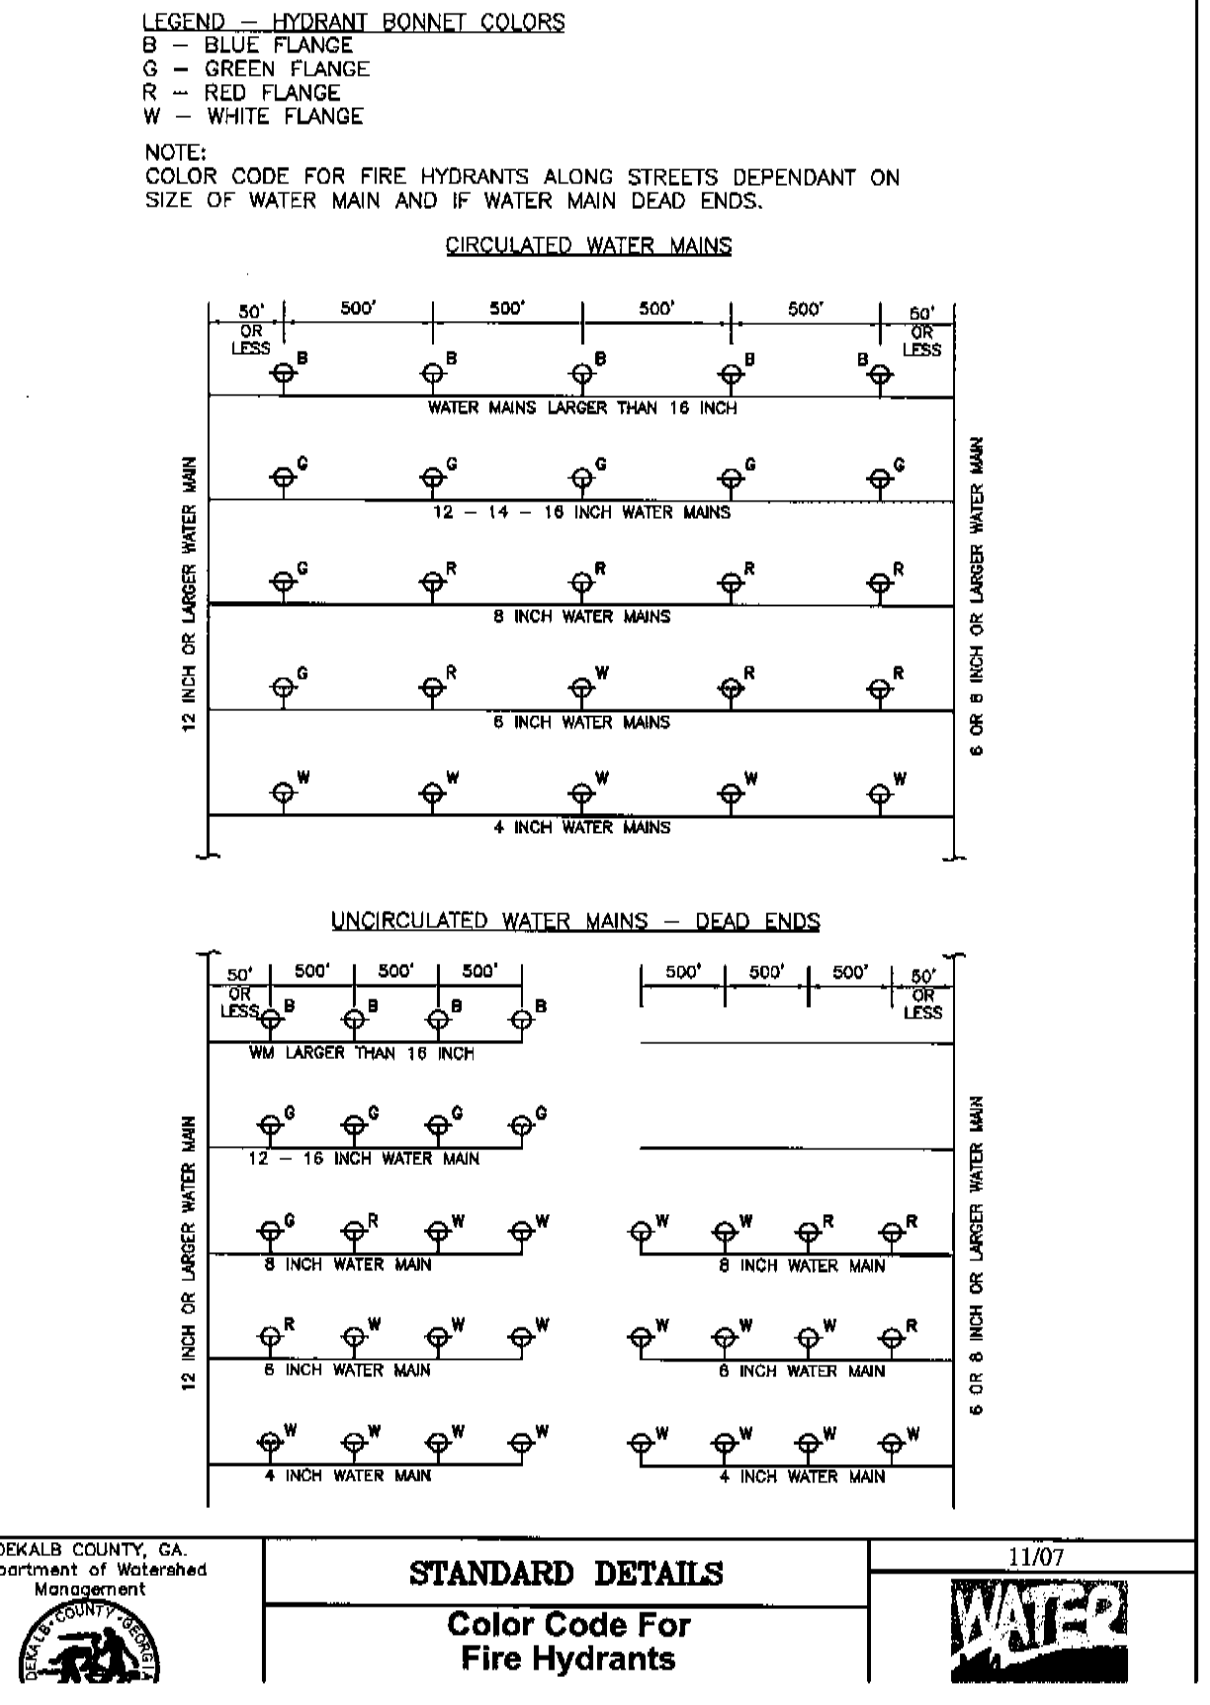 LEGEND – HYDRANT BONNET COLORS
B – BLUE FLANGE
G – GREEN FLANGE
R – RED FLANGE
W – WHITE FLANGE
NOTE:
COLOR CODE FOR FIRE HYDRANTS ALONG STREETS DEPENDANT ON
SIZE OF WATER MAIN AND IF WATER MAIN DEAD ENDS.
CIRCULATED WATER MAINS
50' 500' 500' 500' 500' 50'
OR OR
LESS LESS
B B B B B
WATER MAINS LARGER THAN 16 INCH
G G G G G
12 – 14 – 16 INCH WATER MAINS
G R R R R
8 INCH WATER MAINS
G R W R R
6 INCH WATER MAINS
W W W W W
4 INCH WATER MAINS
12 INCH OR LARGER WATER MAIN
6 OR 8 INCH OR LARGER WATER MAIN
UNCIRCULATED WATER MAINS – DEAD ENDS
50' 500' 500' 500' 500' 500' 500' 50'
OR OR
LESS LESS
B B B B
WM LARGER THAN 16 INCH
G G G G
12 – 16 INCH WATER MAIN
G R W W W W R R
8 INCH WATER MAIN 8 INCH WATER MAIN
R W W W W W W R
6 INCH WATER MAIN 6 INCH WATER MAIN
W W W W W W W W
4 INCH WATER MAIN 4 INCH WATER MAIN
12 INCH OR LARGER WATER MAIN
6 OR 8 INCH OR LARGER WATER MAIN
DEKALB COUNTY, GA.
partment of Watershed
Management
DEKALB COUNTY GEORGIA
STANDARD DETAILS
Color Code For
Fire Hydrants
11/07
WATER